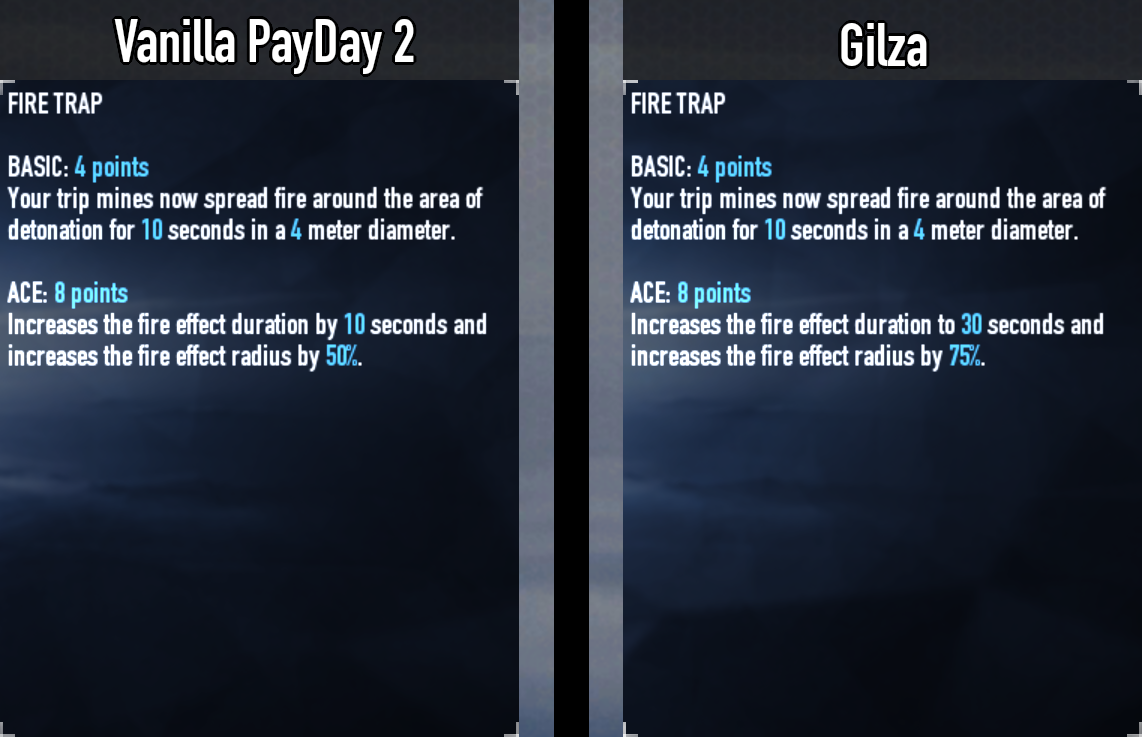 Vanilla PayDay 2
FIRE TRAP
BASIC: 4 points
Your trip mines now spread fire around the area of
detonation for 10 seconds in a 4 meter diameter.
ACE: 8 points
Increases the fire effect duration by 10 seconds and
increases the fire effect radius by 50%.
Gilza
FIRE TRAP
BASIC: 4 points
Your trip mines now spread fire around the area of
detonation for 10 seconds in a 4 meter diameter.
ACE: 8 points
Increases the fire effect duration to 30 seconds and
increases the fire effect radius by 75%.